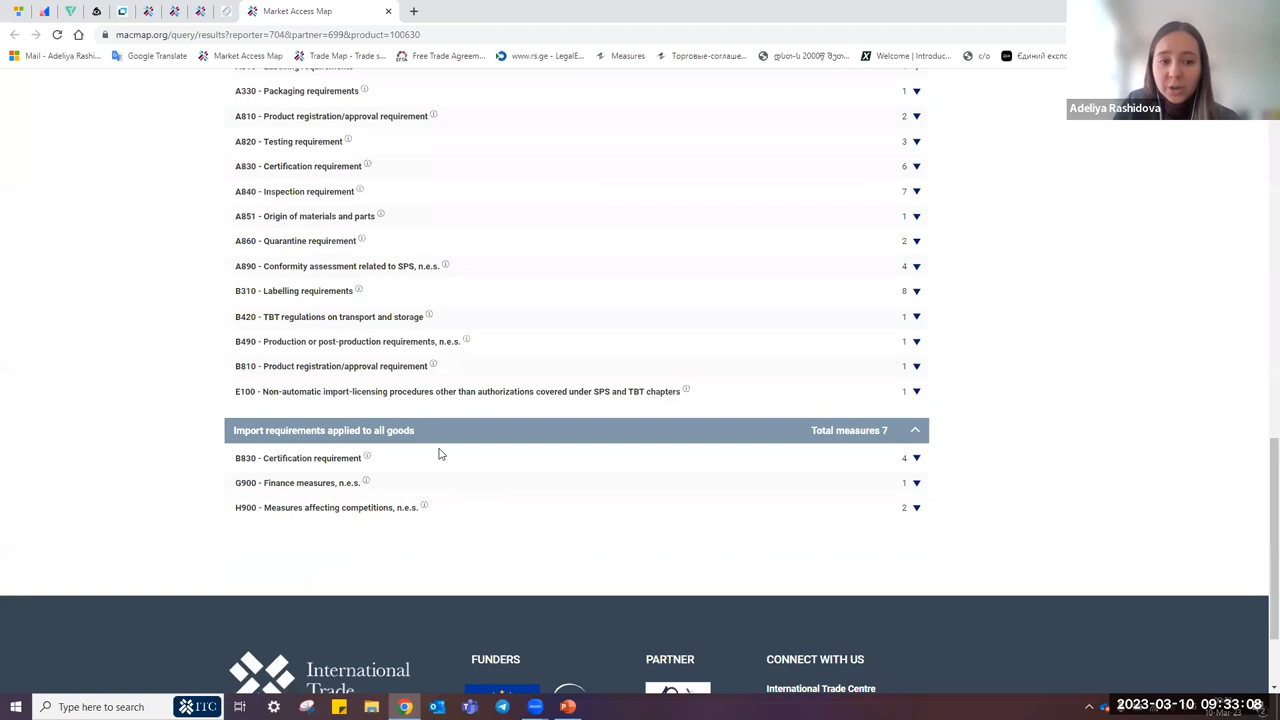 Market Access Map
macmap.org/query/results?reporter=704&partner=699&product=100630
Mail - Adeliya Rashi...
Google Translate
Market Access Map
Trade Map - Trade s...
Free Trade Agreem...
www.rs.ge – LegalE...
Measures
Торговые-соглаше...
დსთ-ს 2000წ შეთ...
Welcome | Introduc...
c/o
Adeliya Rashidova
A330 - Packaging requirements 1
A810 - Product registration/approval requirement 2
A820 - Testing requirement 3
A830 - Certification requirement 6
A840 - Inspection requirement 7
A851 - Origin of materials and parts 1
A860 - Quarantine requirement 2
A890 - Conformity assessment related to SPS, n.e.s. 4
B310 - Labelling requirements 8
B420 - TBT regulations on transport and storage 1
B490 - Production or post-production requirements, n.e.s. 1
B810 - Product registration/approval requirement 1
E100 - Non-automatic import-licensing procedures other than authorizations covered under SPS and TBT chapters 1
Import requirements applied to all goods Total measures 7
B830 - Certification requirement 4
G900 - Finance measures, n.e.s. 1
H900 - Measures affecting competitions, n.e.s. 2
International
Trade
FUNDERS
PARTNER
CONNECT WITH US
International Trade Centre
Type here to search
ITC
2023-03-10 09:33:08